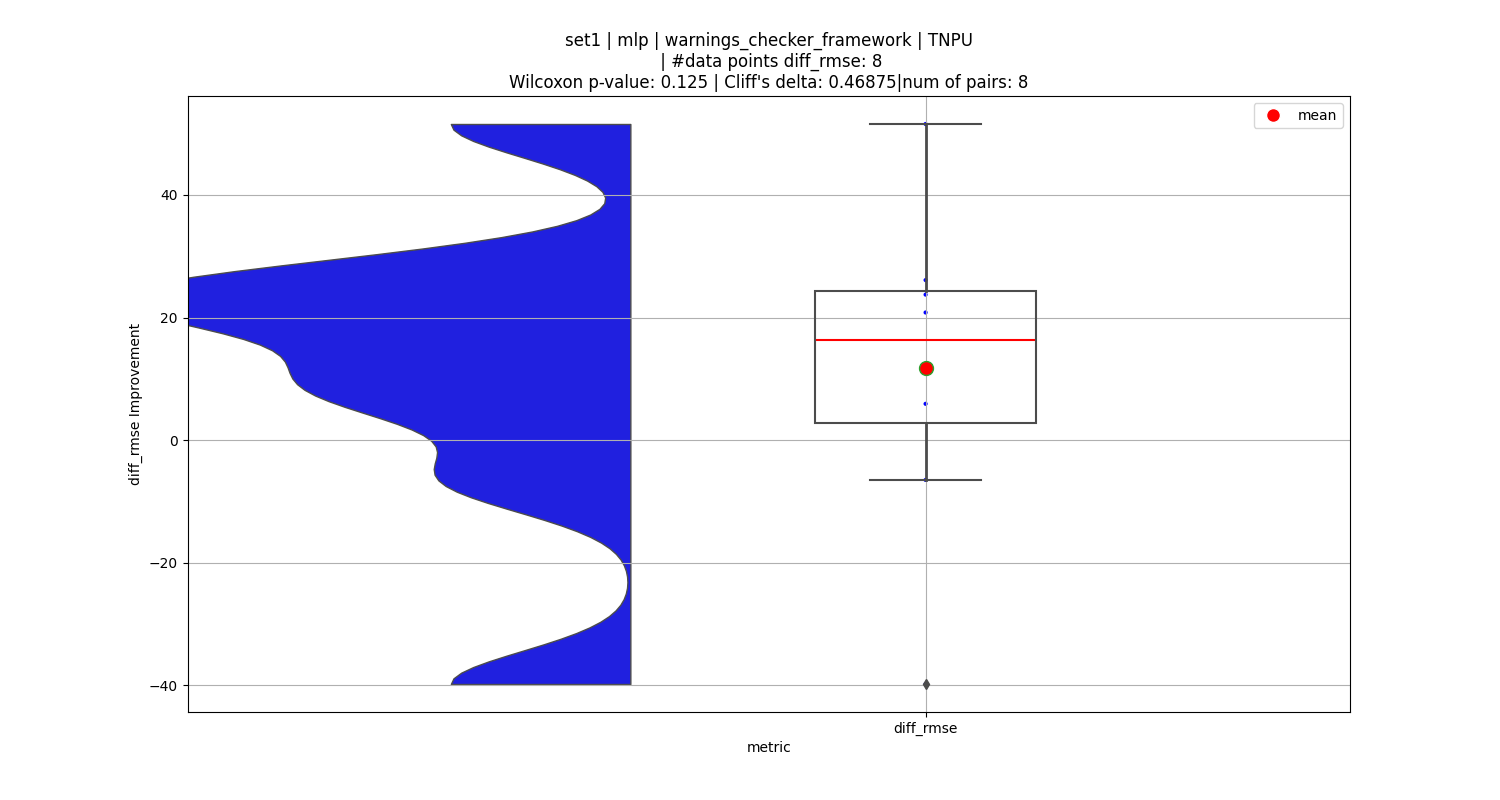 set1 | mlp | warnings_checker_framework | TNPU
| #data points diff_rmse: 8
Wilcoxon p-value: 0.125 | Cliff's delta: 0.46875|num of pairs: 8
mean
40
20
0
−20
−40
diff_rmse Improvement
diff_rmse
metric